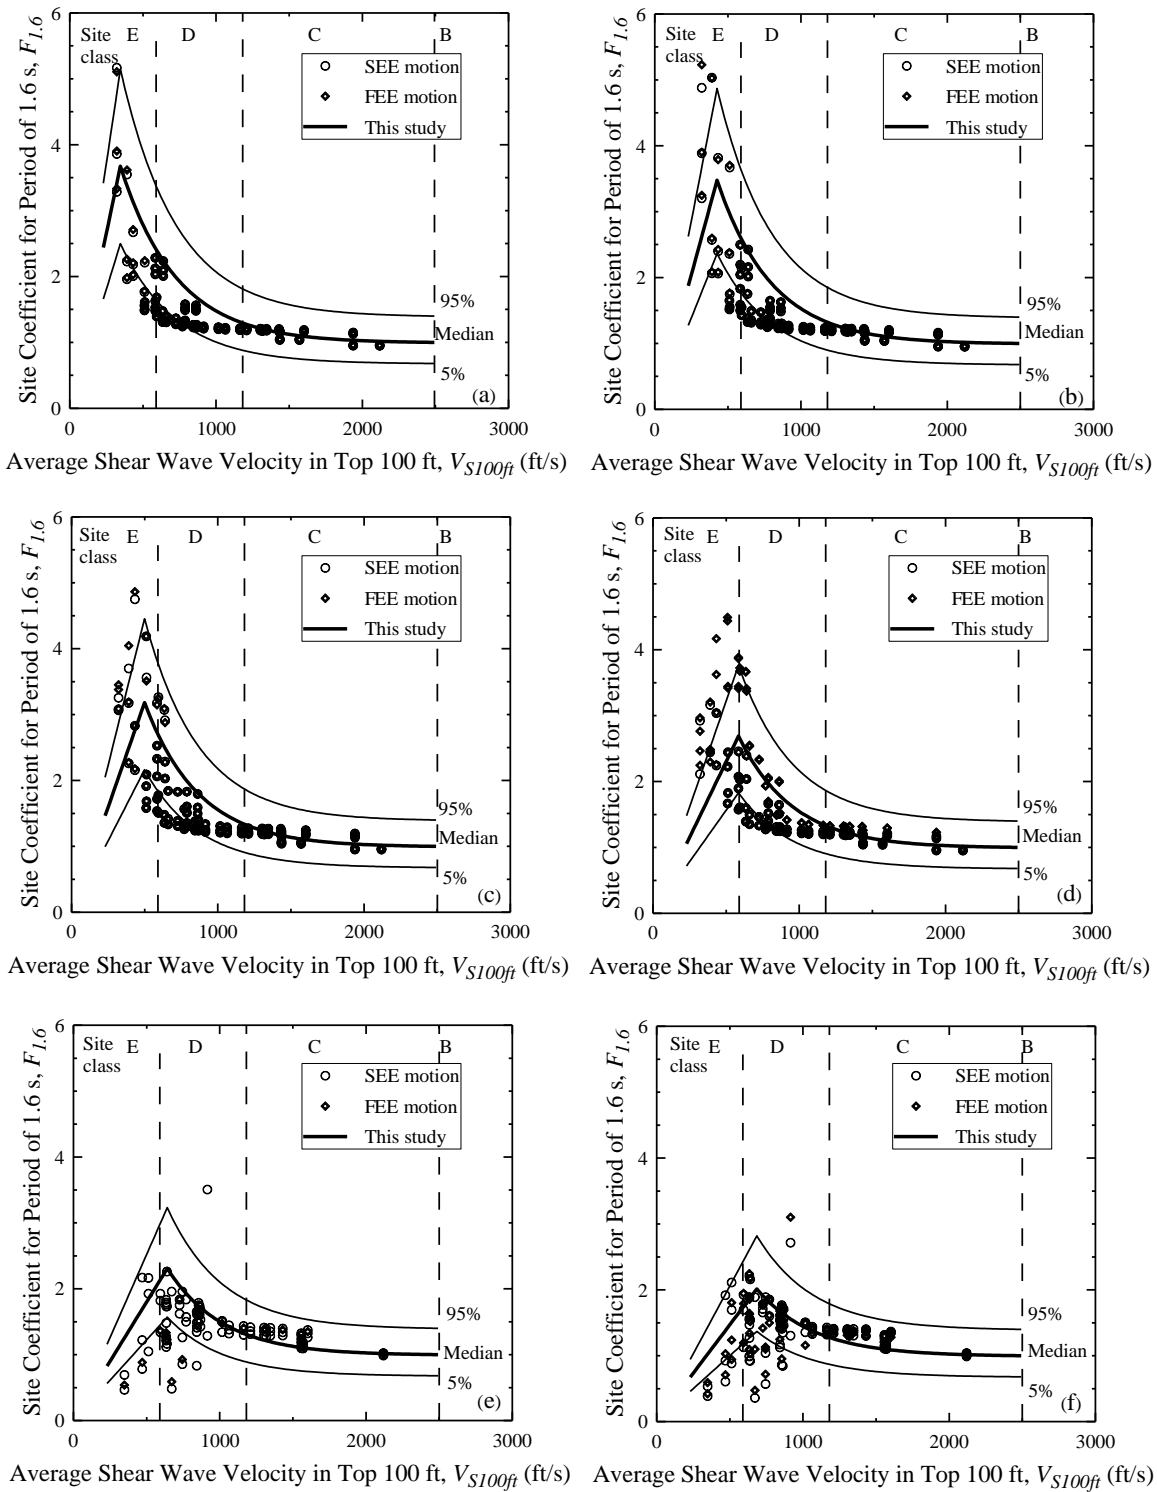 Site Coefficient for Period of 1.6 s, F1.6
6
4
2
0
Site class
E
D
C
B
SEE motion
FEE motion
This study
95%
Median
5%
(a)
0
1000
2000
3000
Average Shear Wave Velocity in Top 100 ft, VS100ft (ft/s)
Site Coefficient for Period of 1.6 s, F1.6
6
4
2
0
Site class
E
D
C
B
SEE motion
FEE motion
This study
95%
Median
5%
(b)
0
1000
2000
3000
Average Shear Wave Velocity in Top 100 ft, VS100ft (ft/s)
Site Coefficient for Period of 1.6 s, F1.6
6
4
2
0
Site class
E
D
C
B
SEE motion
FEE motion
This study
95%
Median
5%
(c)
0
1000
2000
3000
Average Shear Wave Velocity in Top 100 ft, VS100ft (ft/s)
Site Coefficient for Period of 1.6 s, F1.6
6
4
2
0
Site class
E
D
C
B
SEE motion
FEE motion
This study
95%
Median
5%
(d)
0
1000
2000
3000
Average Shear Wave Velocity in Top 100 ft, VS100ft (ft/s)
Site Coefficient for Period of 1.6 s, F1.6
6
4
2
0
Site class
E
D
C
B
SEE motion
FEE motion
This study
95%
Median
5%
(e)
0
1000
2000
3000
Average Shear Wave Velocity in Top 100 ft, VS100ft (ft/s)
Site Coefficient for Period of 1.6 s, F1.6
6
4
2
0
Site class
E
D
C
B
SEE motion
FEE motion
This study
95%
Median
5%
(f)
0
1000
2000
3000
Average Shear Wave Velocity in Top 100 ft, VS100ft (ft/s)